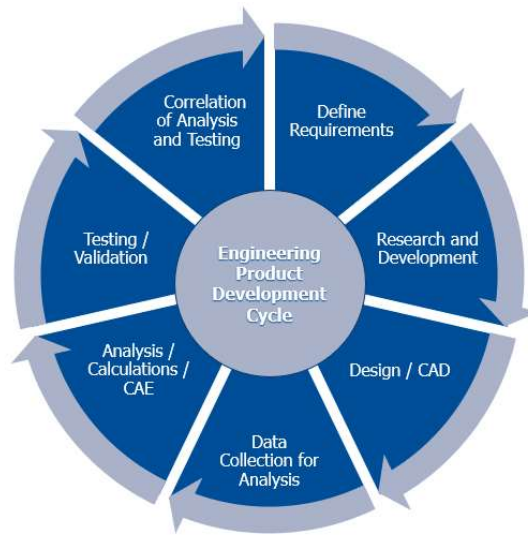 Engineering
Product
Development
Cycle
Define
Requirements
Research and
Development
Design / CAD
Data
Collection for
Analysis
Analysis /
Calculations /
CAE
Testing /
Validation
Correlation
of Analysis
and Testing